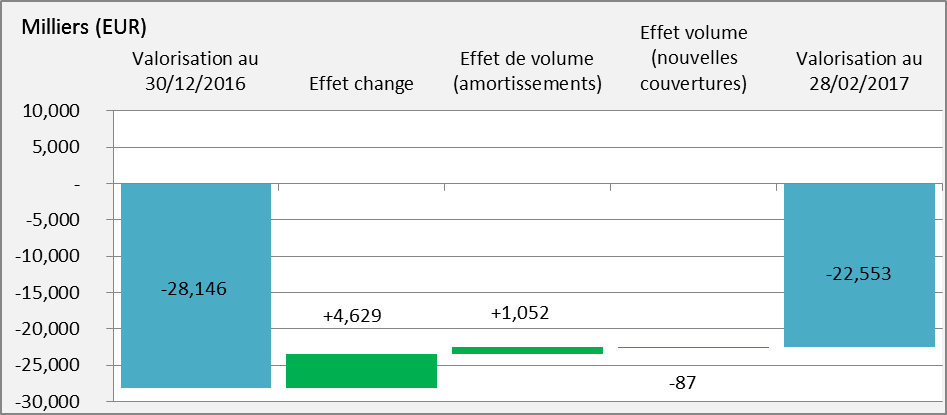 Milliers (EUR)
Valorisation au
30/12/2016
Effet change
Effet de volume
(amortissements)
Effet volume
(nouvelles
couvertures)
Valorisation au
28/02/2017
10,000
5,000
-
-5,000
-10,000
-15,000
-20,000
-25,000
-30,000
-28,146
+4,629
+1,052
-87
-22,553